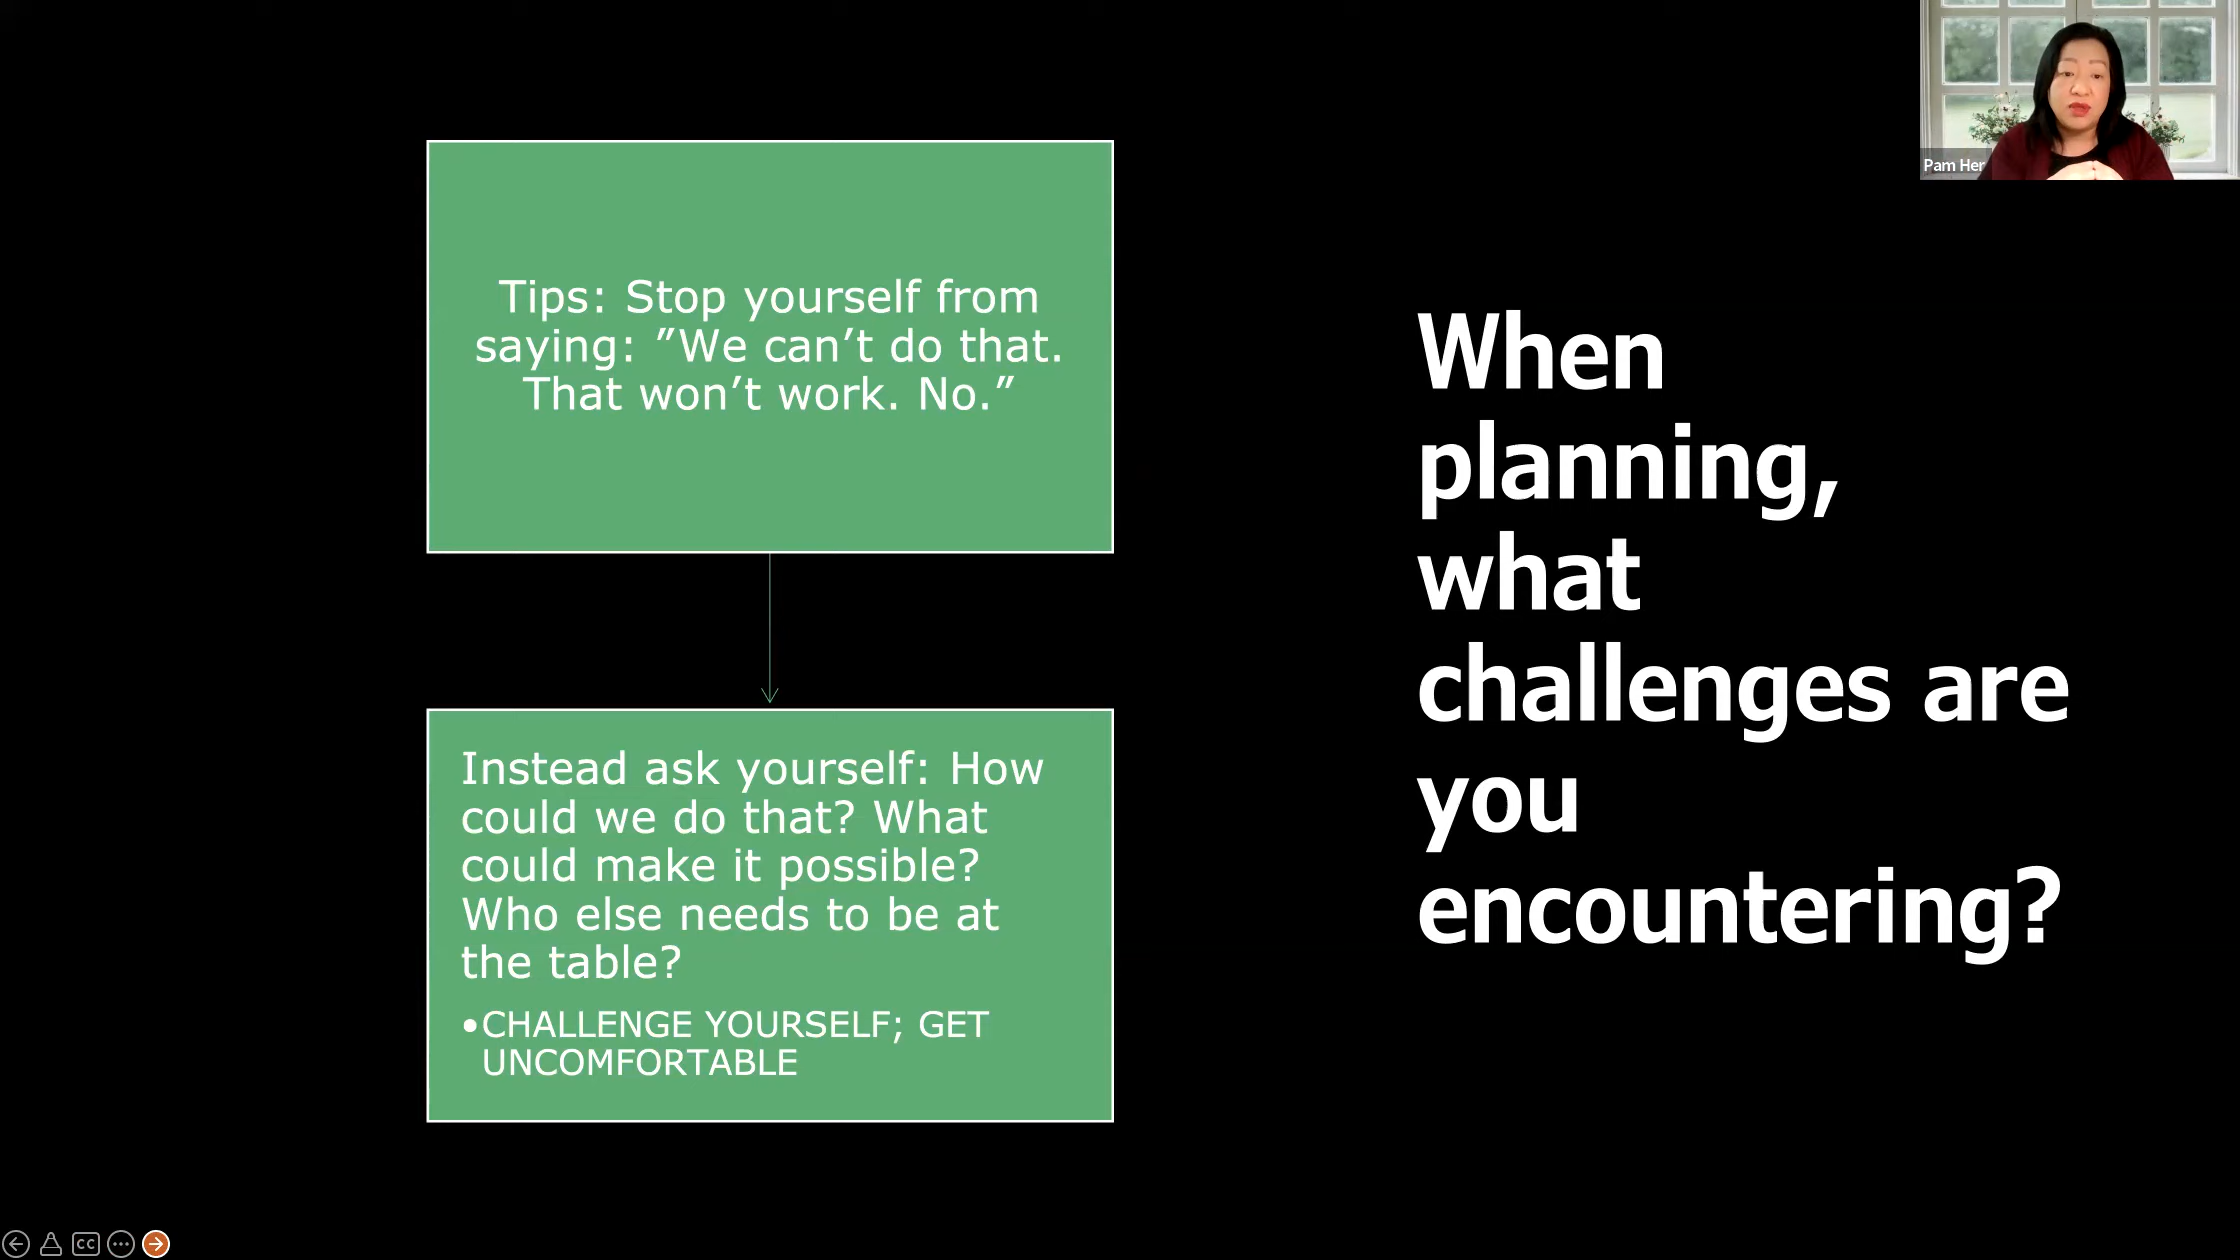 Tips: Stop yourself from
saying: ”We can’t do that.
That won’t work. No.”
Instead ask yourself: How
could we do that? What
could make it possible?
Who else needs to be at
the table?
•CHALLENGE YOURSELF; GET
UNCOMFORTABLE
When
planning,
what
challenges are
you
encountering?
Pam Her
CC